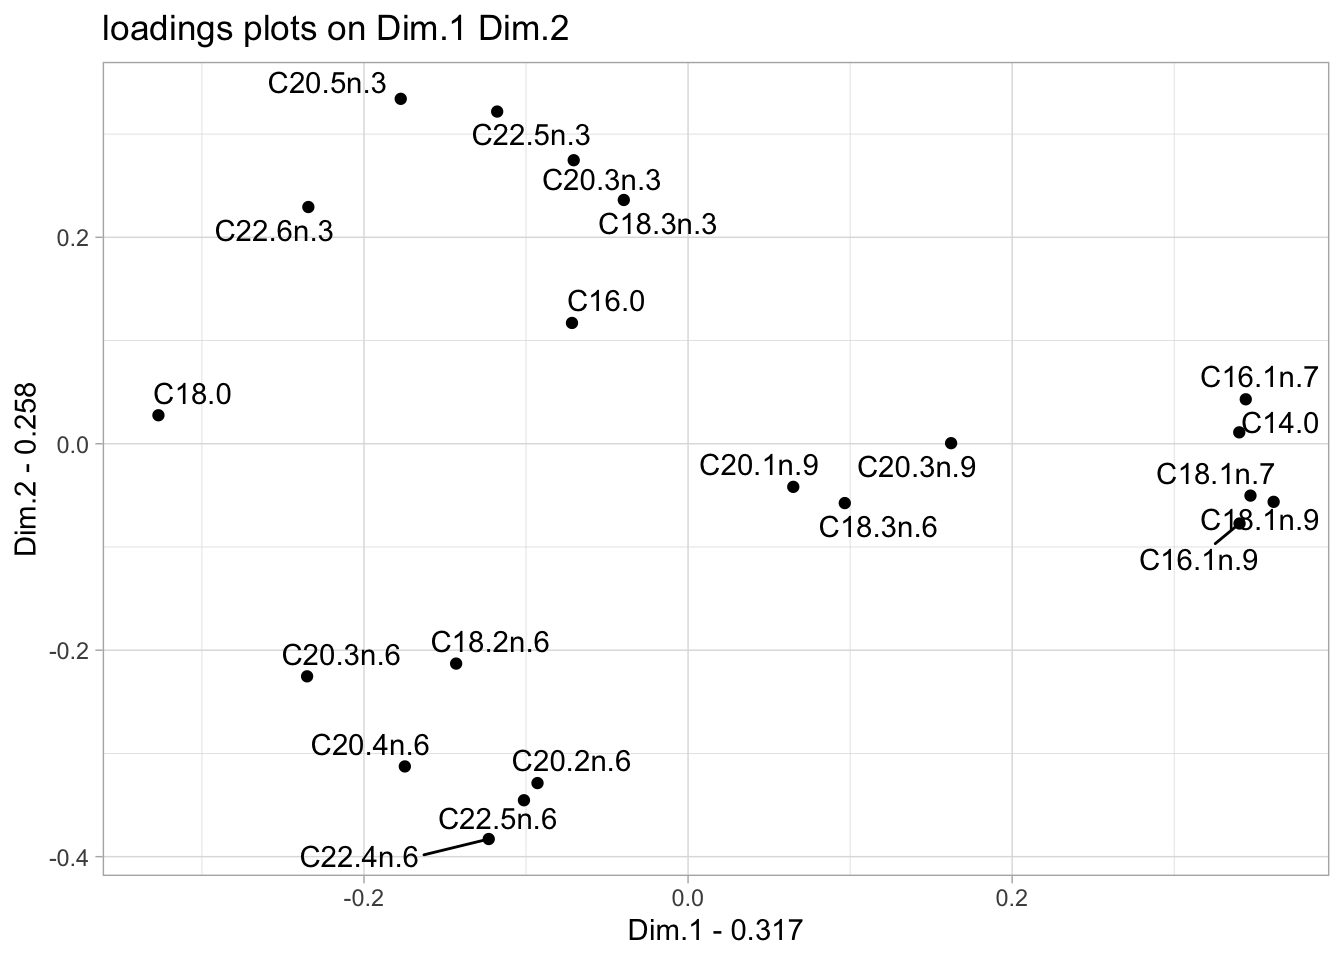 loadings plots on Dim.1 Dim.2
C20.5n.3
C22.5n.3
C20.3n.3
C18.3n.3
C22.6n.3
0.2
C16.0
C18.0
C16.1n.7
C14.0
0.0
C20.1n.9
C20.3n.9
C18.1n.7
C18.3n.6
C18.1n.9
C16.1n.9
Dim.2 - 0.258
C18.2n.6
C20.3n.6
-0.2
C20.4n.6
C20.2n.6
C22.5n.6
C22.4n.6
-0.4
-0.2
0.0
0.2
Dim.1 - 0.317